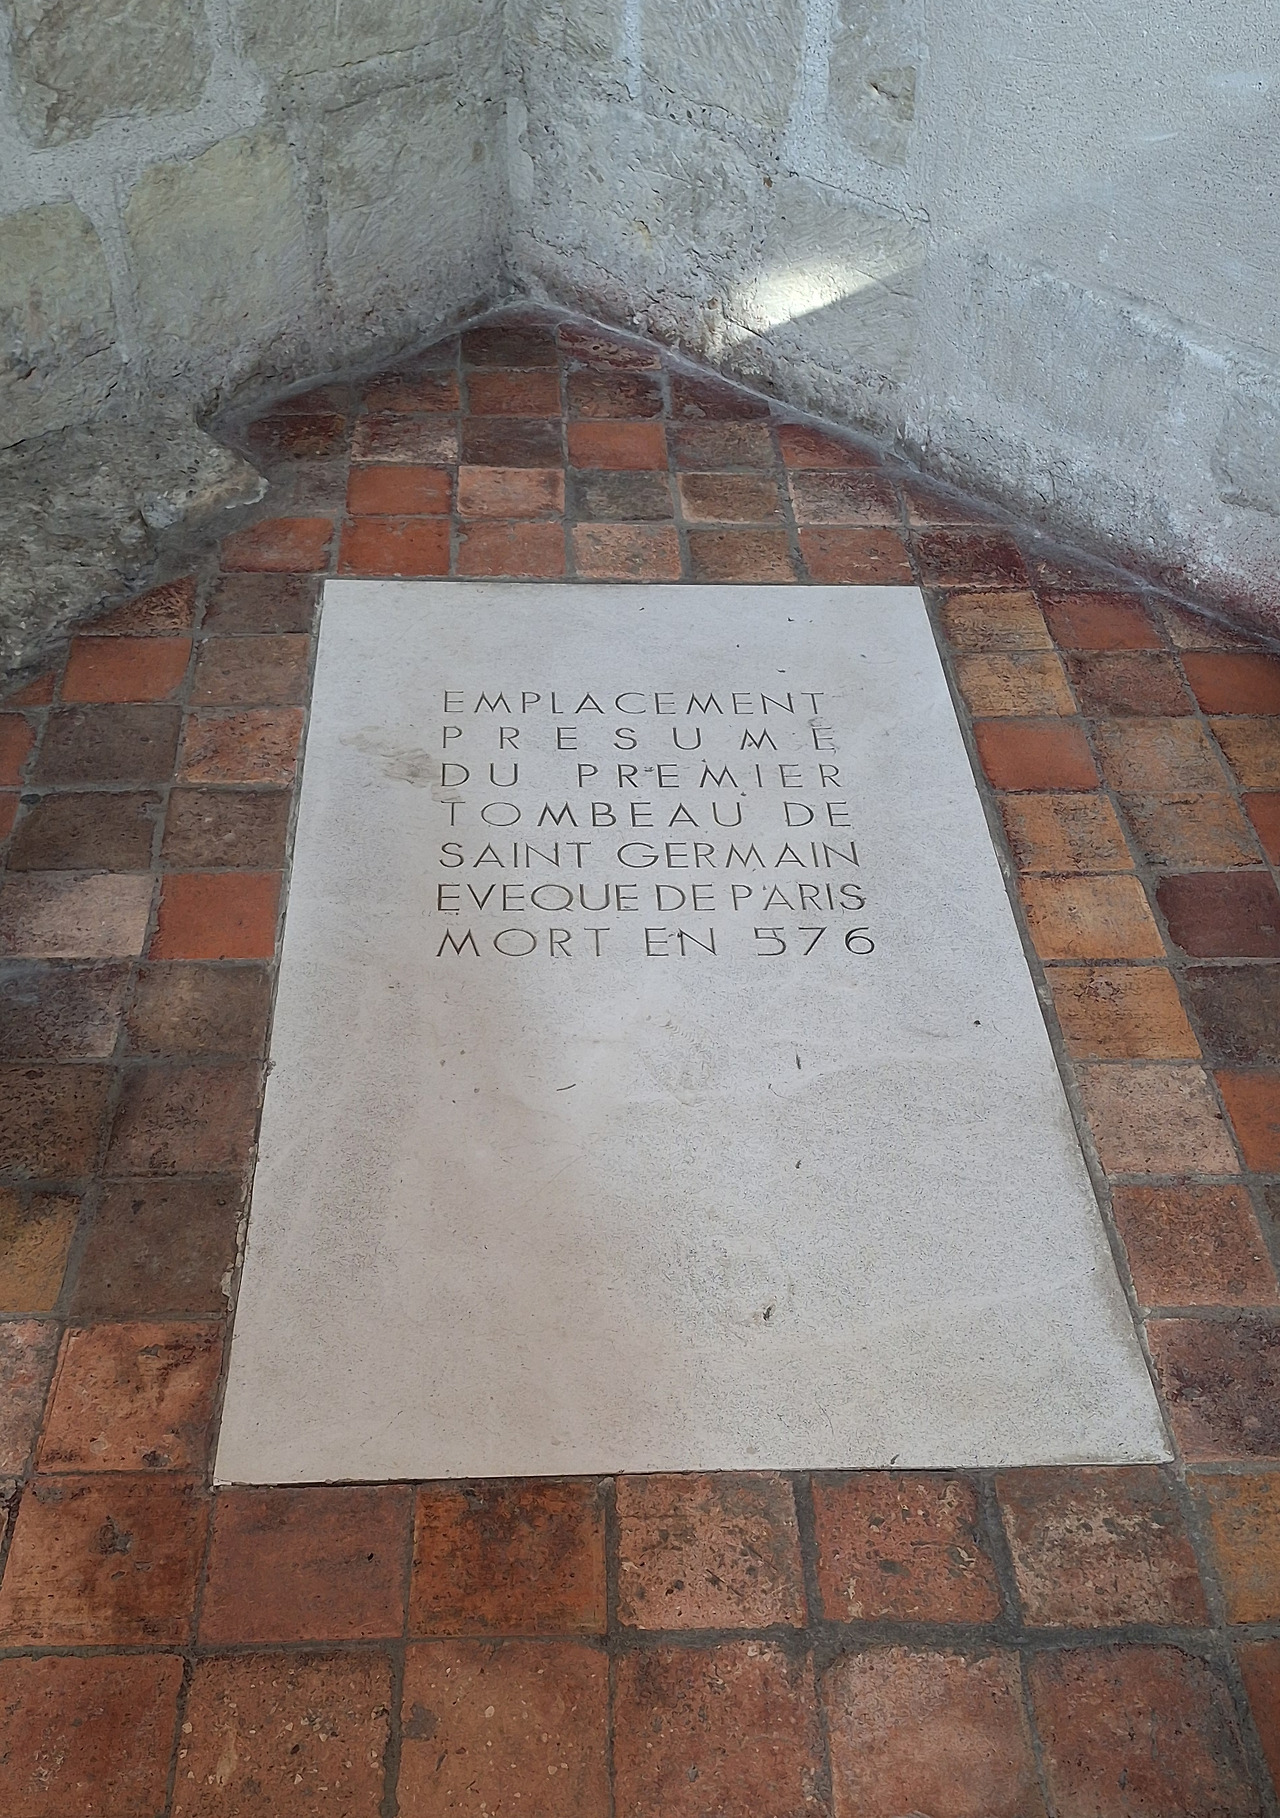 EMPLACEMENT
PRESUME
DU PREMIER
TOMBEAU DE
SAINT GERMAIN
EVEQUE DE PARIS
MORT EN 576